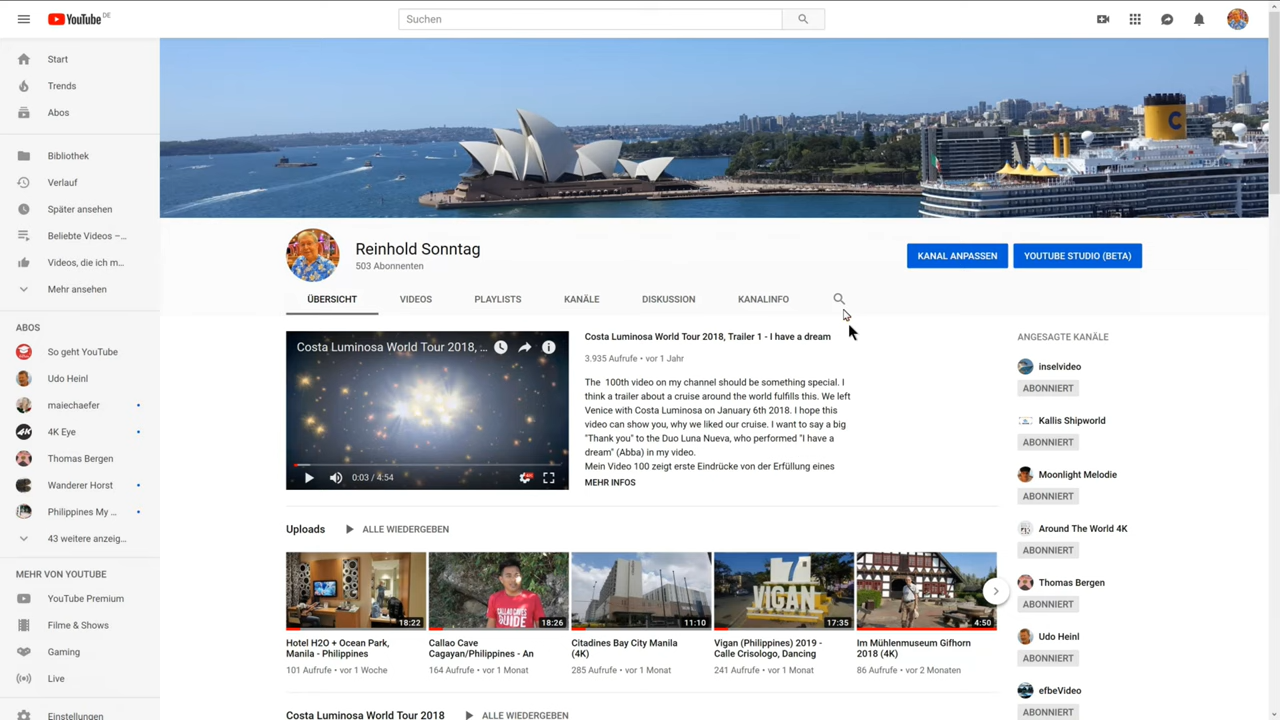 YouTube DE
Suchen
Start
Trends
Abos
Bibliothek
Verlauf
Später ansehen
Beliebte Videos –...
Videos, die ich m...
Mehr ansehen
ABOS
So geht YouTube
Udo Heinl
maiechaefer
4K Eye
Thomas Bergen
Wanderer Horst
Philippines My ...
43 weitere anzeig...
MEHR VON YOUTUBE
YouTube Premium
Filme & Shows
Gaming
Live
Einstellungen
C
Reinhold Sonntag
503 Abonnenten
KANAL ANPASSEN
YOUTUBE STUDIO (BETA)
ÜBERSICHT
VIDEOS
PLAYLISTS
KANÄLE
DISKUSSION
KANALINFO
Costa Luminosa World Tour 2018, ...
0:03 / 4:54
Costa Luminosa World Tour 2018, Trailer 1 - I have a dream
3.935 Aufrufe • vor 1 Jahr
The 100th video on my channel should be something special. I
think a trailer about a cruise around the world fulfills this. We left
Venice with Costa Luminosa on January 6th 2018. I hope this
video can show you, why we liked our cruise. I want to say a big
"Thank you" to the Duo Luna Nueva, who performed "I have a
dream" (Abba) in my video.
Mein Video 100 zeigt erste Eindrücke von der Erfüllung eines
MEHR INFOS
Uploads
ALLE WIEDERGEBEN
18:22
Hotel H2O + Ocean Park,
Manila - Philippines
101 Aufrufe • vor 1 Woche
CALLAO CAVES
GUIDE
18:26
Callao Cave
Cagayan/Philippines - An
164 Aufrufe • vor 1 Monat
11:10
Citadines Bay City Manila
(4K)
285 Aufrufe • vor 1 Monat
7
VIGAN
17:35
Vigan (Philippines) 2019 -
Calle Crisologo, Dancing
241 Aufrufe • vor 1 Monat
4:50
Im Mühlenmuseum Gifhorn
2018 (4K)
86 Aufrufe • vor 2 Monaten
Costa Luminosa World Tour 2018
ALLE WIEDERGEBEN
ANGESAGTE KANÄLE
inselvideo
ABONNIERT
Kallis Shipworld
ABONNIERT
Moonlight Melodie
ABONNIERT
Around The World 4K
ABONNIERT
Thomas Bergen
ABONNIERT
Udo Heinl
ABONNIERT
efbeVideo
ABONNIERT